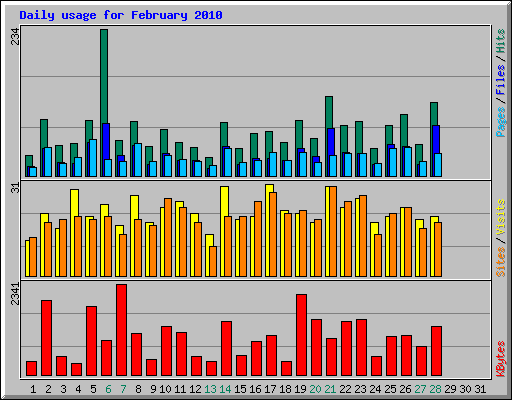 Daily usage for February 2010
234
Pages / Files / Hits
31
Sites / Visits
2341
KBytes
1 2 3 4 5 6 7 8 9 10 11 12 13 14 15 16 17 18 19 20 21 22 23 24 25 26 27 28 29 30 31